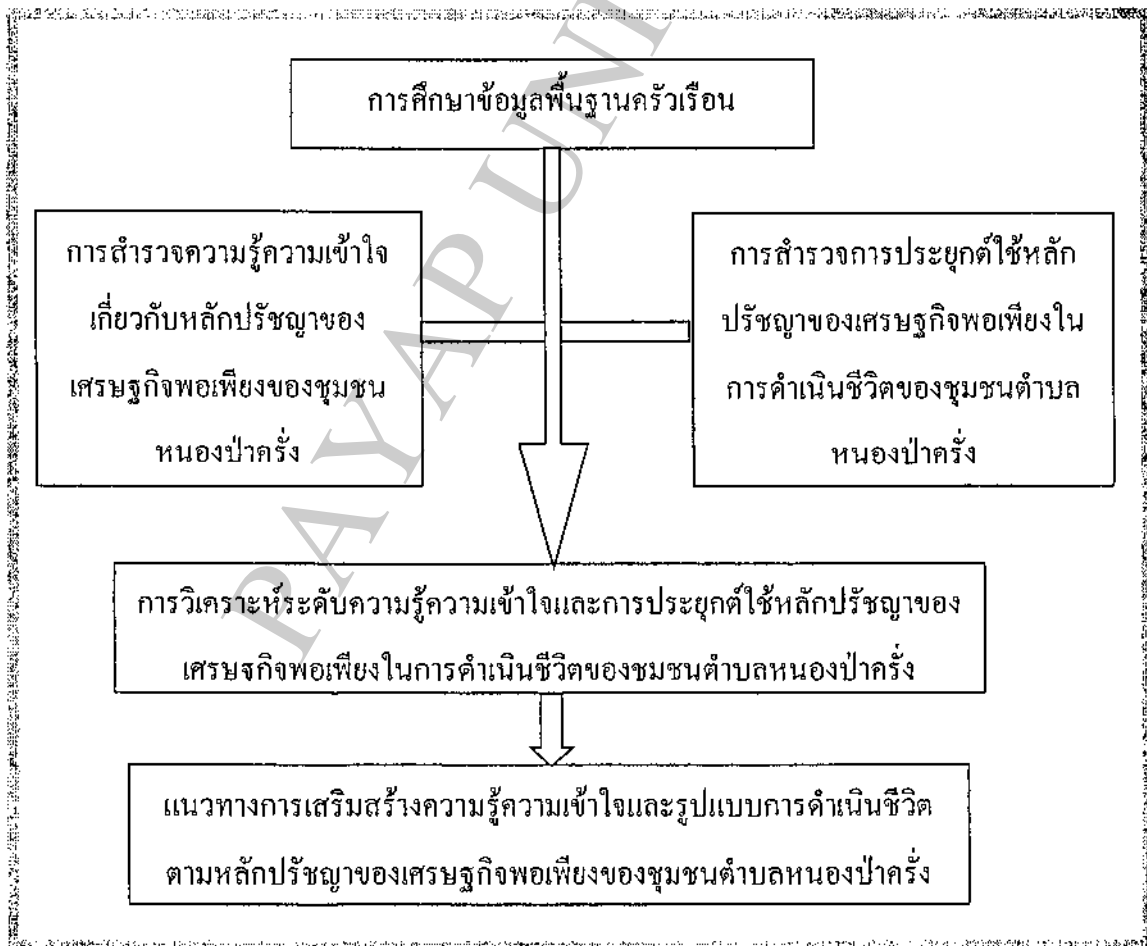 การศึกษาข้อมูลพื้นฐานครัวเรือน
การสำรวจความรู้ความเข้าใจ
เกี่ยวกับหลักปรัชญาของ
เศรษฐกิจพอเพียงของชุมชน
หนองป่าครั่ง
การสำรวจการประยุกต์ใช้หลัก
ปรัชญาของเศรษฐกิจพอเพียงใน
การดำเนินชีวิตของชุมชนตำบล
หนองป่าครั่ง
การวิเคราะห์ระดับความรู้ความเข้าใจและการประยุกต์ใช้หลักปรัชญาของ
เศรษฐกิจพอเพียงในการดำเนินชีวิตของชุมชนตำบลหนองป่าครั่ง
แนวทางการเสริมสร้างความรู้ความเข้าใจและรูปแบบการดำเนินชีวิต
ตามหลักปรัชญาของเศรษฐกิจพอเพียงของชุมชนตำบลหนองป่าครั่ง
PAYAP UNI